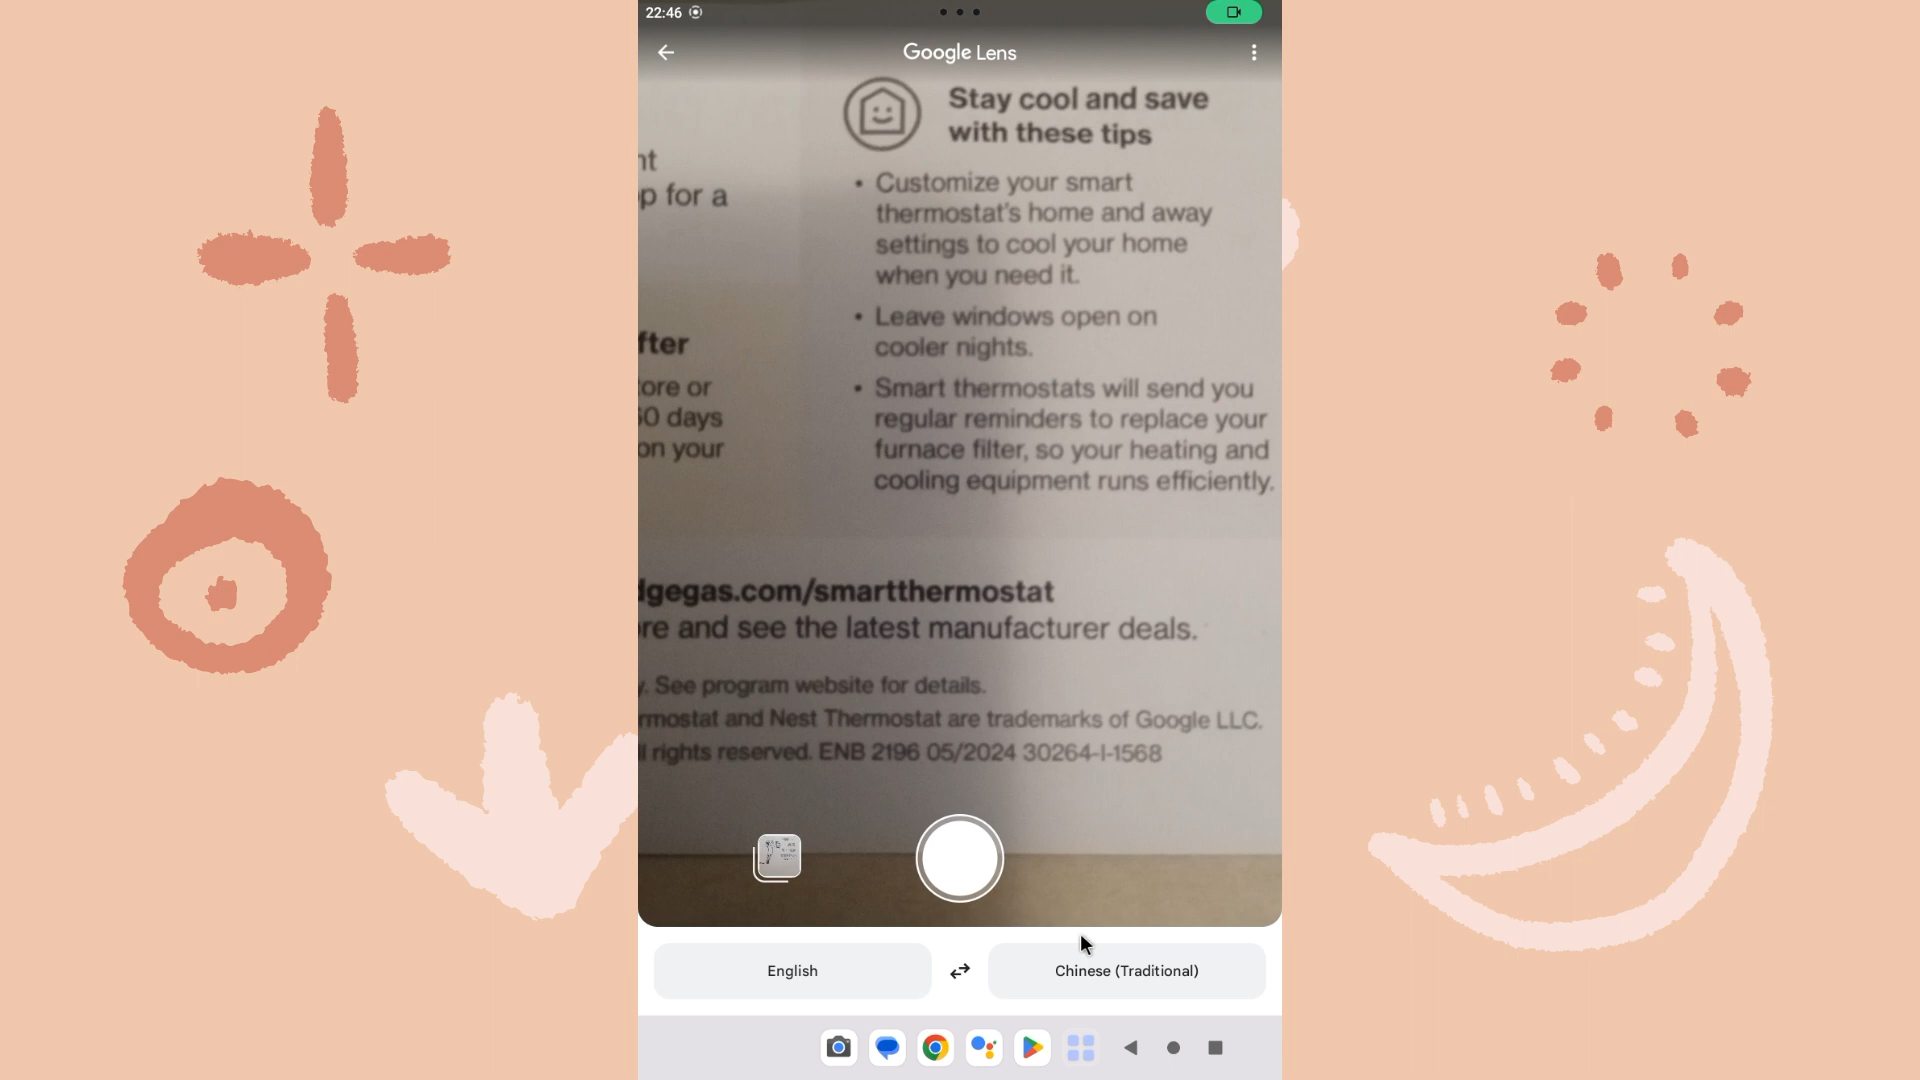 22:46
Google Lens
Stay cool and save
with these tips
nt
p for a
• Customize your smart
thermostat's home and away
settings to cool your home
when you need it.
• Leave windows open on
cooler nights.
fter
ore or
60 days
on your
• Smart thermostats will send you
regular reminders to replace your
furnace filter, so your heating and
cooling equipment runs efficiently.
dgegas.com/smartthermostat
re and see the latest manufacturer deals.
y. See program website for details.
rmostat and Nest Thermostat are trademarks of Google LLC.
ll rights reserved. ENB 2196 05/2024 30264-I-1568
English
Chinese (Traditional)